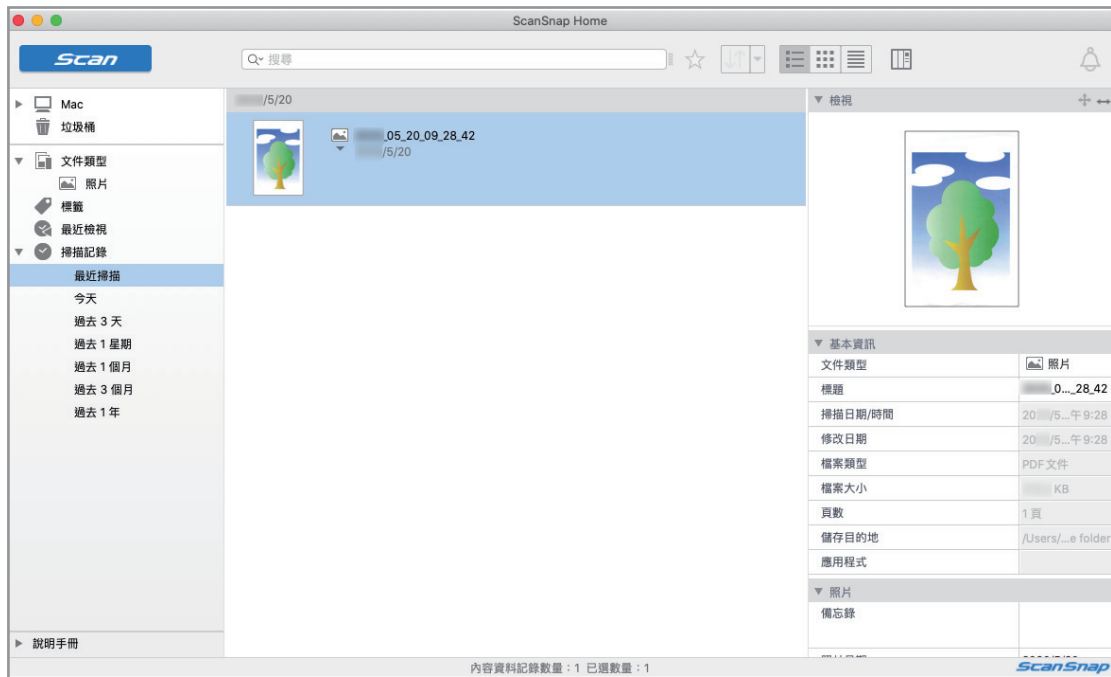 ScanSnap Home
Scan
搜尋
Mac
垃圾桶
文件類型
照片
標籤
最近檢視
掃描記錄
最近掃描
今天
過去 3 天
過去 1 星期
過去 1 個月
過去 3 個月
過去 1 年
說明手冊
/5/20
_05_20_09_28_42
/5/20
檢視
基本資訊
文件類型 照片
標題 _0..._28_42
掃描日期/時間 20 /5...午 9:28
修改日期 20 /5...午 9:28
檔案類型 PDF 文件
檔案大小 KB
頁數 1 頁
儲存目的地 /Users/...e folder
應用程式
照片
備忘錄
內容資料記錄數量：1 已選數量：1
ScanSnap